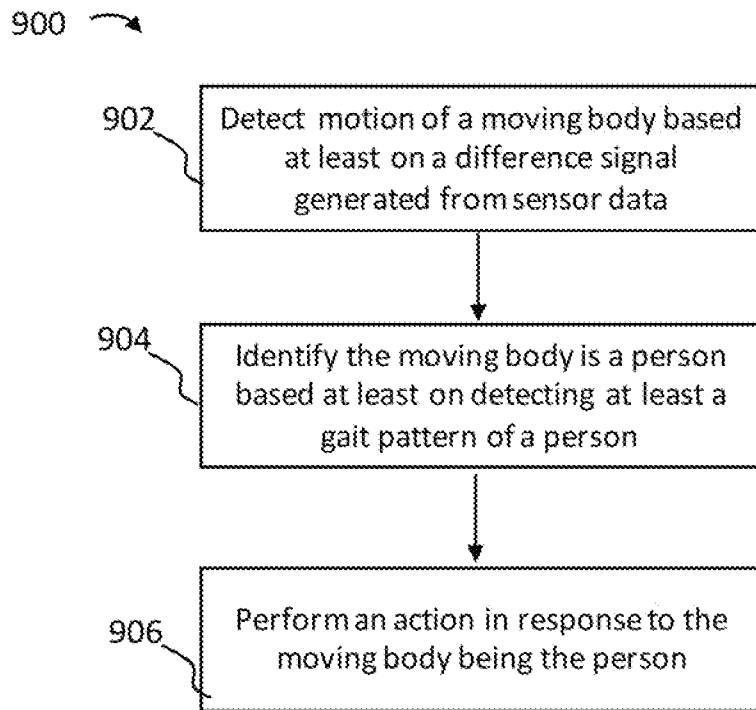 900
902
Detect motion of a moving body based
at least on a difference signal
generated from sensor data
904
Identify the moving body is a person
based at least on detecting at least a
gait pattern of a person
906
Perform an action in response to the
moving body being the person